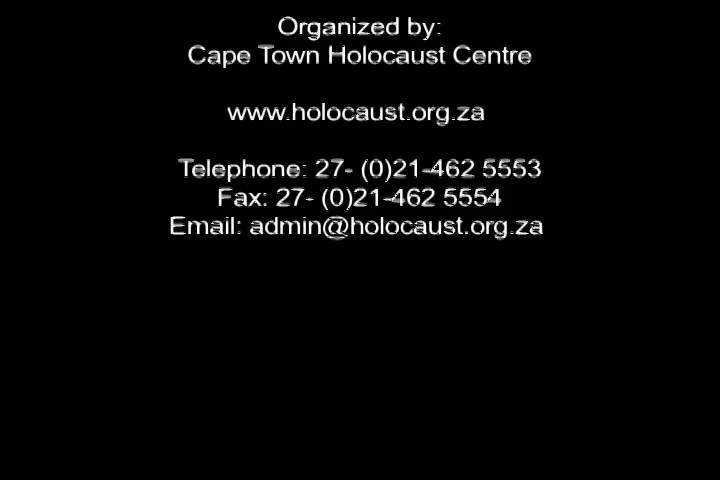 Organized by:
Cape Town Holocaust Centre
www.holocaust.org.za
Telephone: 27- (0)21-462 5553
Fax: 27- (0)21-462 5554
Email: admin@holocaust.org.za